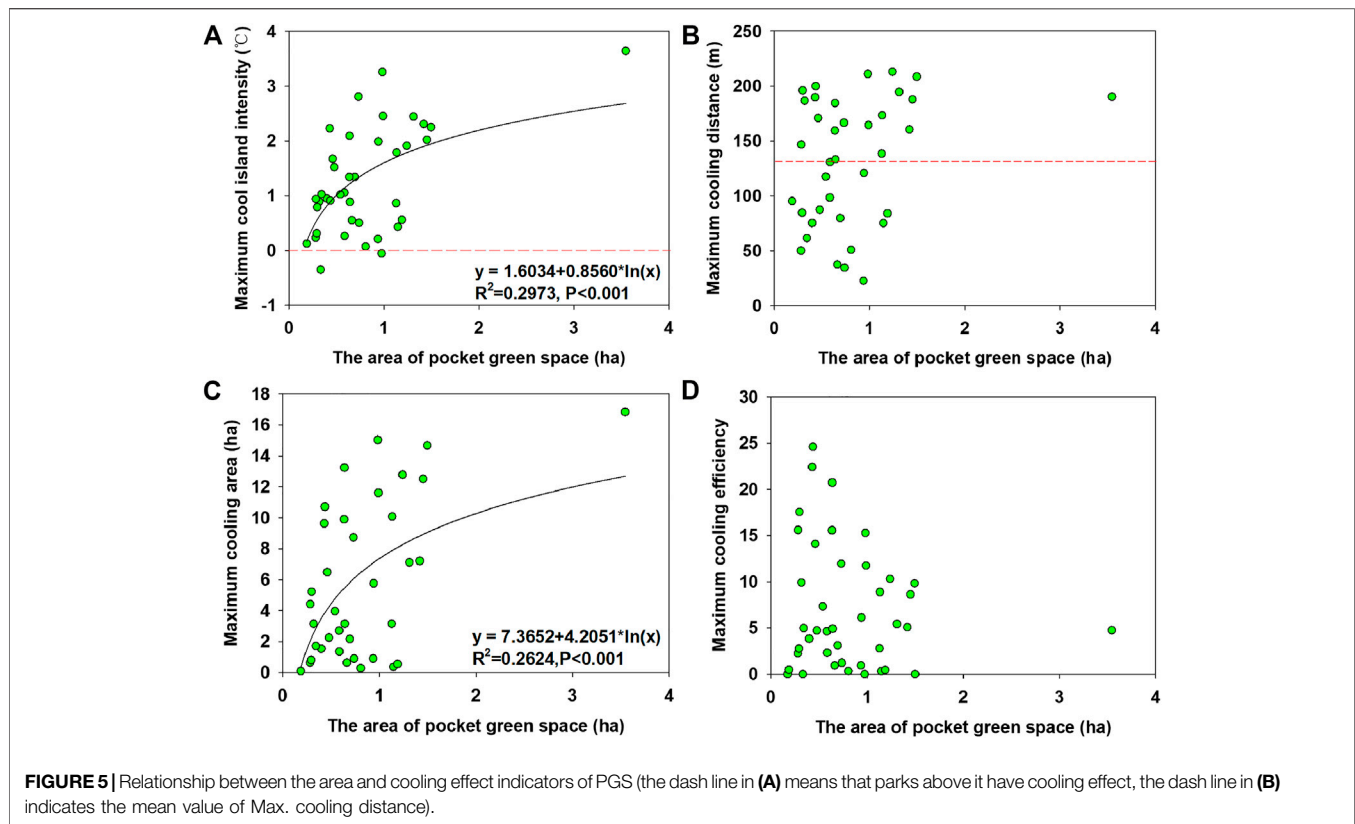 A
Maximum cool island intensity (℃)
4
3
2
1
0
-1
y = 1.6034+0.8560*ln(x)
R²=0.2973, P<0.001
0 1 2 3 4
The area of pocket green space (ha)
B
Maximum cooling distance (m)
250
200
150
100
50
0
0 1 2 3 4
The area of pocket green space (ha)
C
Maximum cooling area (ha)
18
16
14
12
10
8
6
4
2
0
y = 7.3652+4.2051*ln(x)
R²=0.2624,P<0.001
0 1 2 3 4
The area of pocket green space (ha)
D
Maximum cooling efficiency
30
25
20
15
10
5
0
0 1 2 3 4
The area of pocket green space (ha)
FIGURE 5 | Relationship between the area and cooling effect indicators of PGS (the dash line in (A) means that parks above it have cooling effect, the dash line in (B)
indicates the mean value of Max. cooling distance).